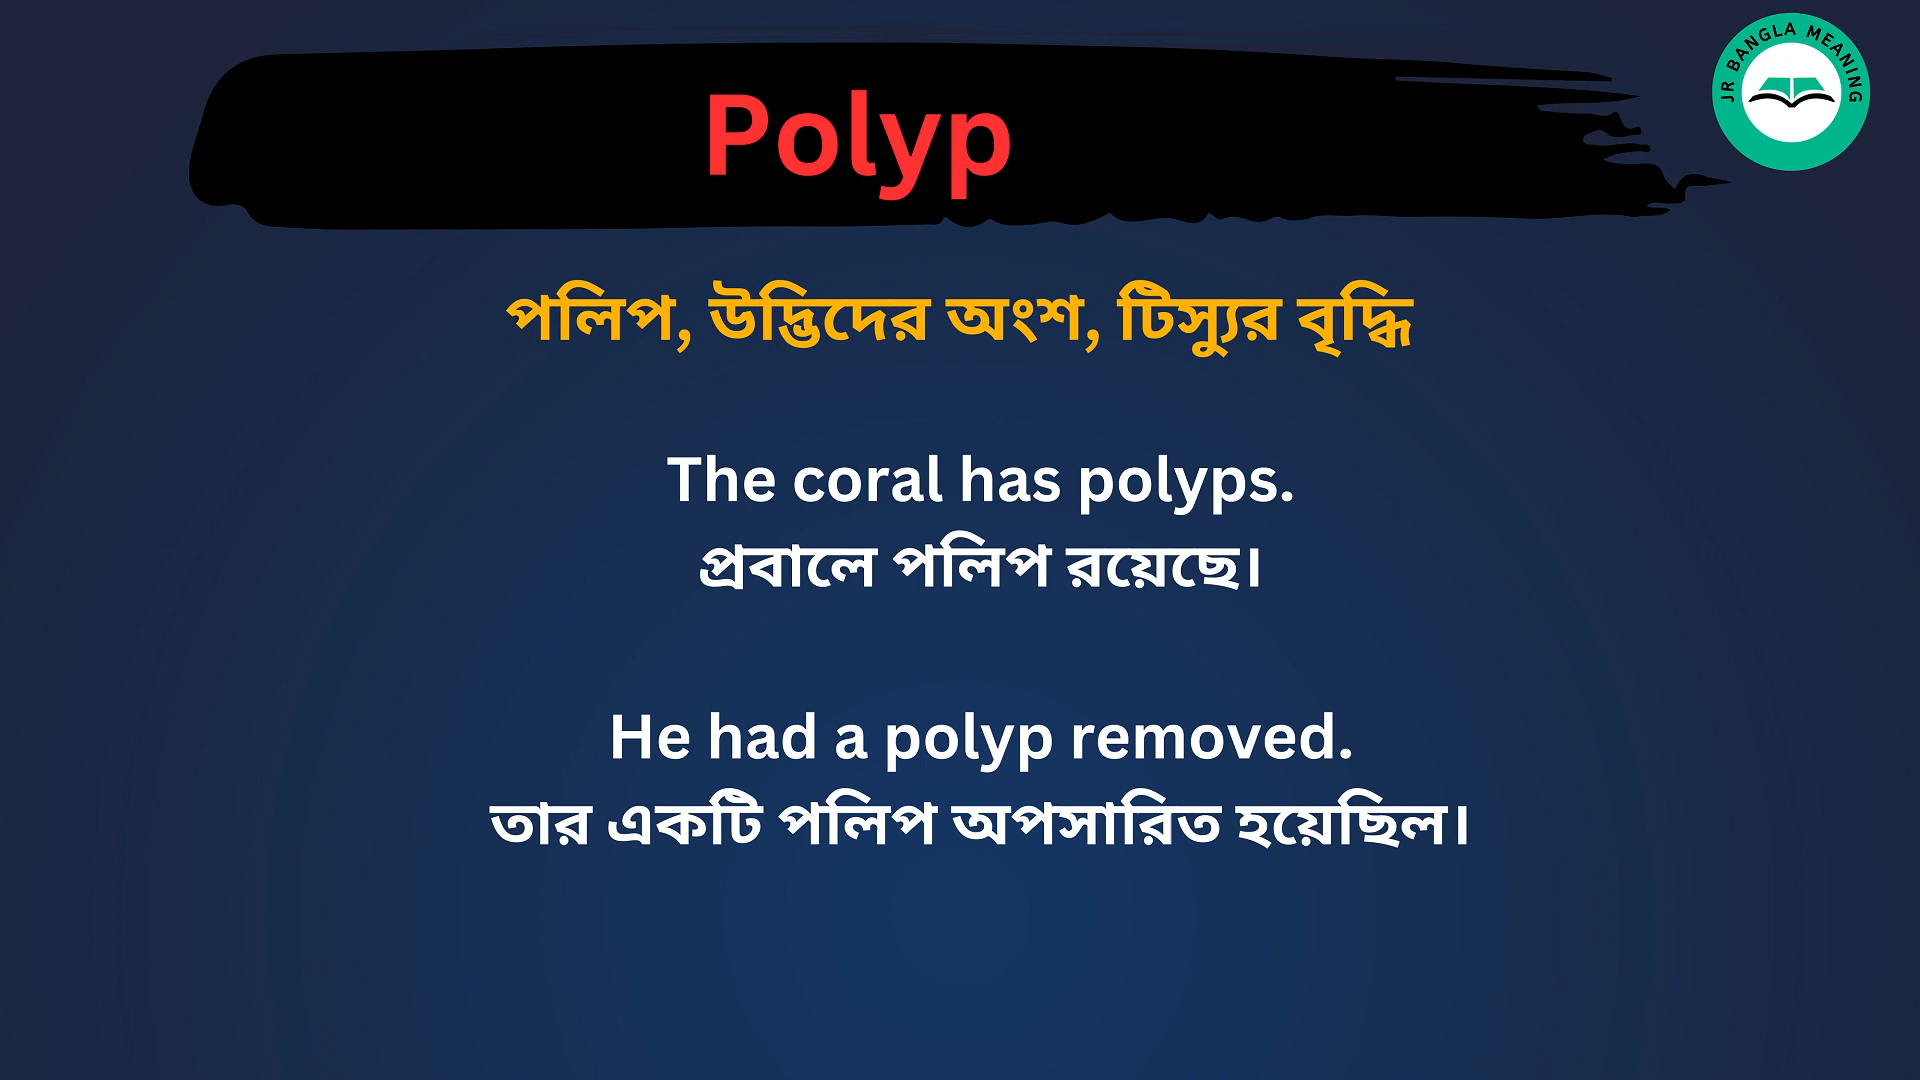 JR BANGLA MEANING
Polyp
পলিপ, উদ্ভিদের অংশ, টিস্যুর বৃদ্ধি
The coral has polyps.
প্রবালে পলিপ রয়েছে।
He had a polyp removed.
তার একটি পলিপ অপসারিত হয়েছিল।